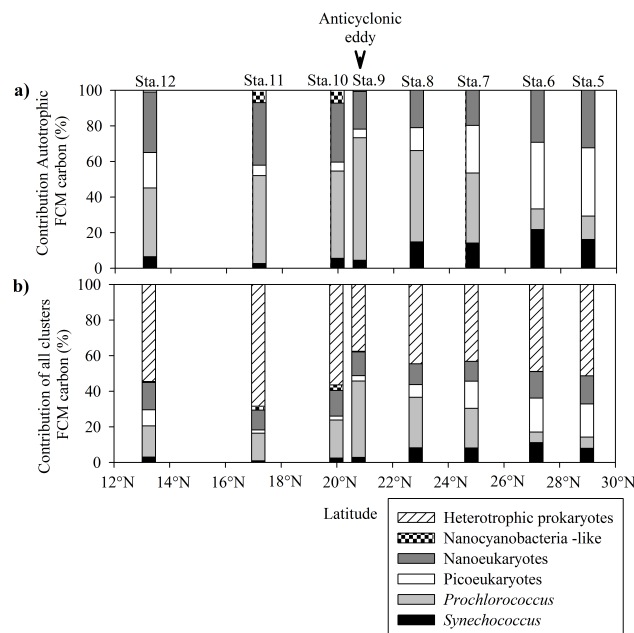 Anticyclonic
eddy
Sta.12 Sta.11 Sta.10 Sta.9 Sta.8 Sta.7 Sta.6 Sta.5
a)
Contribution Autotrophic
FCM carbon (%)
100
80
60
40
20
0
b)
Contribution of all clusters
FCM carbon (%)
100
80
60
40
20
0
12°N 14°N 16°N 18°N 20°N 22°N 24°N 26°N 28°N 30°N
Latitude
Heterotrophic prokaryotes
Nanocyanobacteria -like
Nanoeukaryotes
Picoeukaryotes
Prochlorococcus
Synechococcus